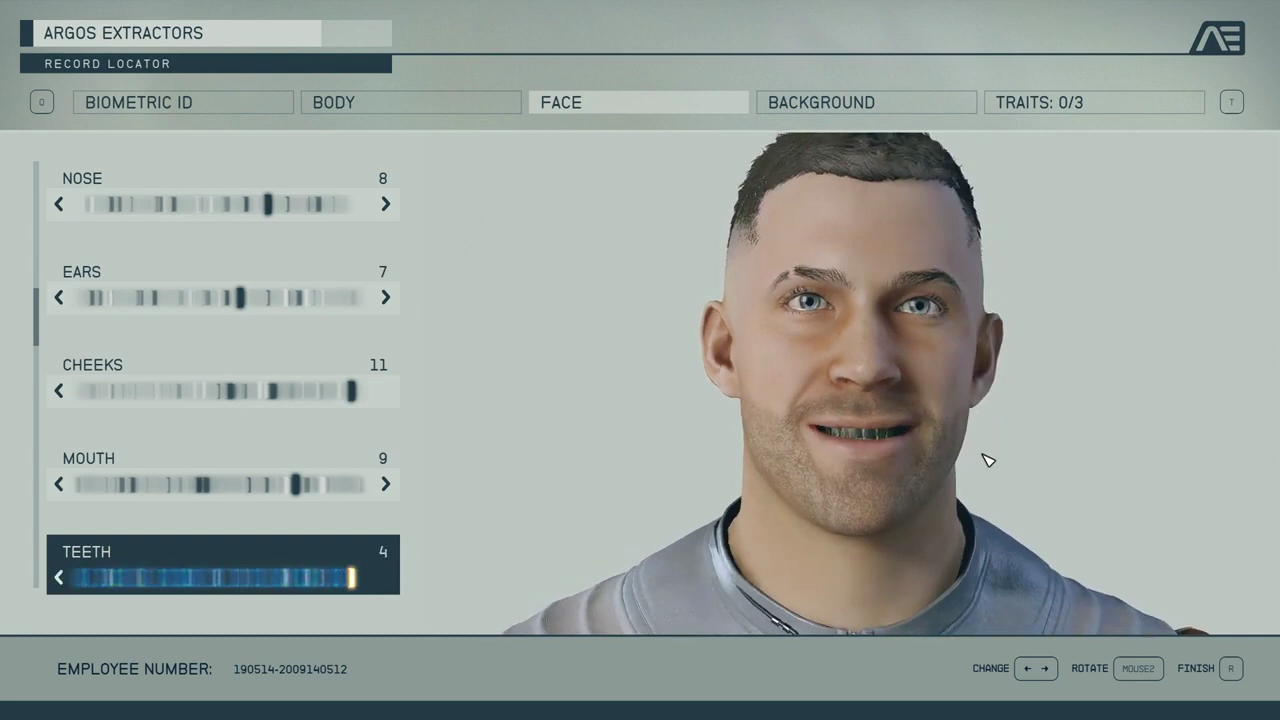 ARGOS EXTRACTORS
RECORD LOCATOR
Q BIOMETRIC ID BODY FACE BACKGROUND TRAITS: 0/3 T
NOSE 8
EARS 7
CHEEKS 11
MOUTH 9
TEETH 4
EMPLOYEE NUMBER: 190514-2009140512 CHANGE ROTATE MOUSE2 FINISH R